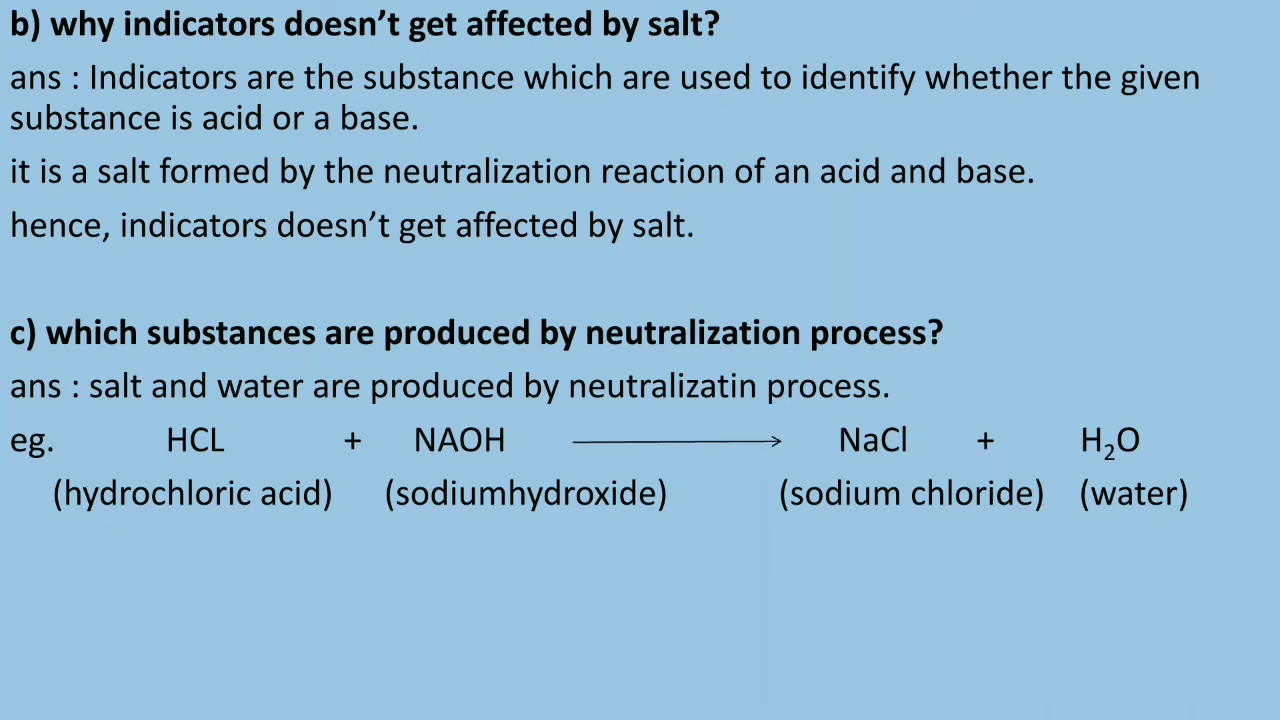 b) why indicators doesn’t get affected by salt?
ans : Indicators are the substance which are used to identify whether the given
substance is acid or a base.
it is a salt formed by the neutralization reaction of an acid and base.
hence, indicators doesn’t get affected by salt.
c) which substances are produced by neutralization process?
ans : salt and water are produced by neutralizatin process.
eg. HCL + NAOH ⟶ NaCl + H₂O
(hydrochloric acid) (sodiumhydroxide) (sodium chloride) (water)